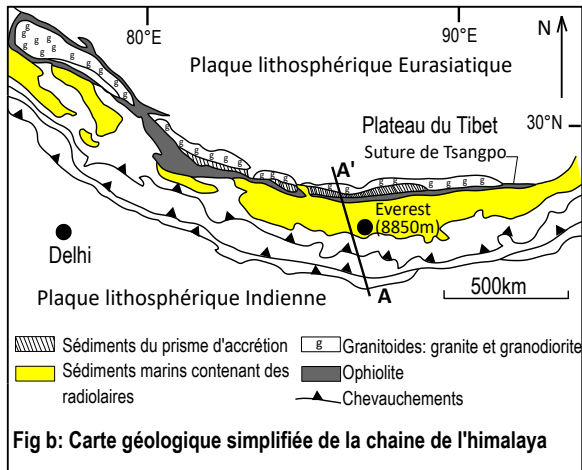 80°E
90°E
N
Plaque lithosphérique Eurasiatique
30°N
Plateau du Tibet
Suture de Tsangpo
A'
Everest
(8850m)
Delhi
A
500km
Plaque lithosphérique Indienne
Sédiments du prisme d'accrétion
g Granitoides: granite et granodiorite
Sédiments marins contenant des
radiolaires
Ophiolite
Chevauchements
Fig b: Carte géologique simplifiée de la chaine de l'himalaya